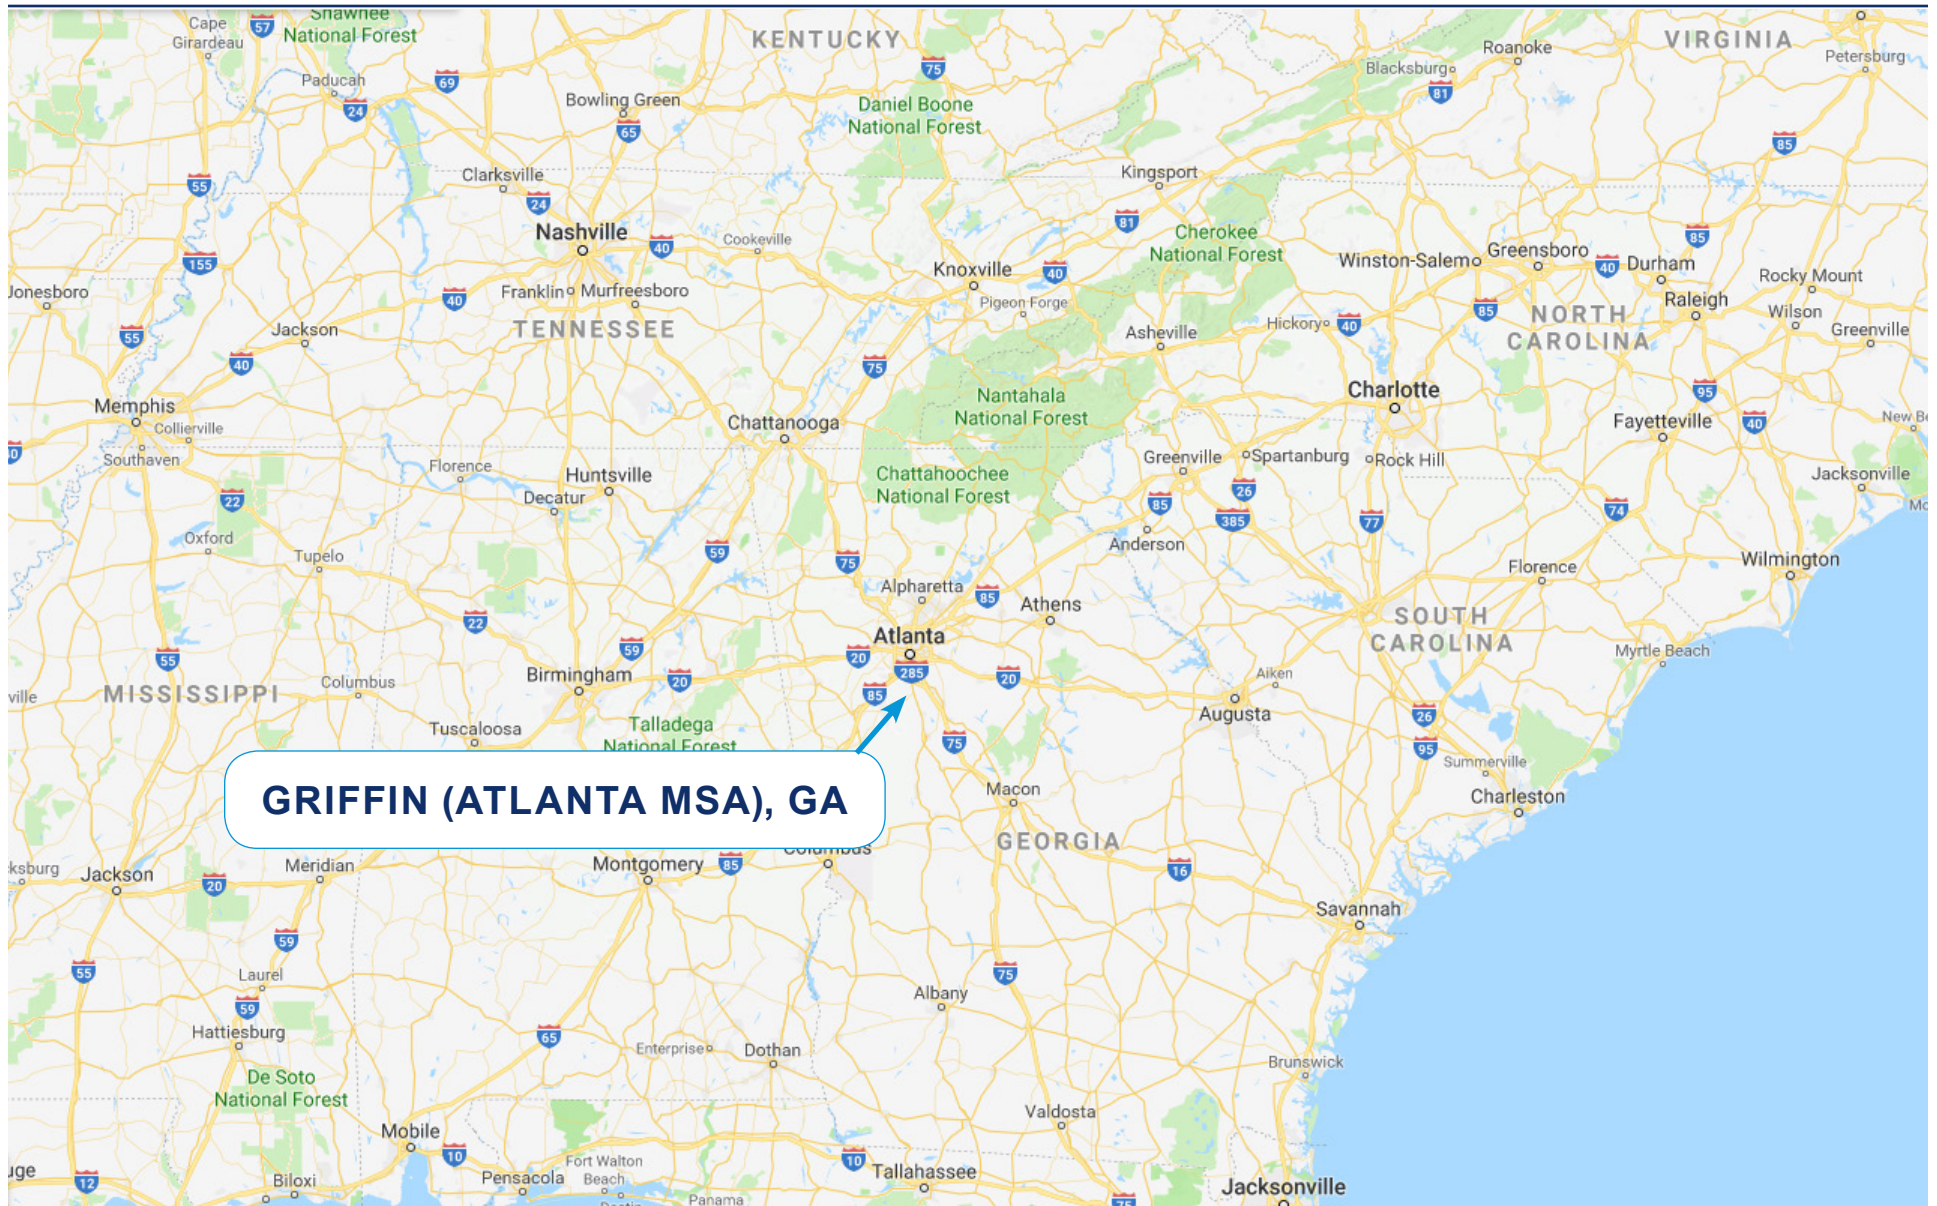 Shawnee
National Forest
Cape
Girardeau
57
KENTUCKY
VIRGINIA
Roanoke
Petersburg
Blacksburg
75
69
Paducah
24
81
Bowling Green
65
Daniel Boone
National Forest
85
Kingsport
Clarksville
55
24
81
Nashville
40
Cookeville
Cherokee
National Forest
85
Greensboro
Winston-Salem
40
Durham
155
Knoxville
40
Rocky Mount
Jonesboro
40
Franklin
Murfreesboro
Pigeon Forge
Raleigh
85
NORTH
CAROLINA
Wilson
Greenville
Jackson
TENNESSEE
Asheville
Hickory
40
55
40
75
Charlotte
95
Nantahala
National Forest
Memphis
Collierville
Chattanooga
Fayetteville
40
Southaven
Florence
Huntsville
Greenville
Spartanburg
Rock Hill
Chattahoochee
National Forest
Jacksonville
22
Decatur
26
85
385
77
74
Oxford
Tupelo
59
75
Anderson
Florence
Wilmington
Alpharetta
85
Athens
22
SOUTH
CAROLINA
Atlanta
59
20
285
55
Myrtle Beach
Birmingham
20
85
20
Aiken
MISSISSIPPI
Columbus
ville
Augusta
26
Talladega
National Forest
Tuscaloosa
75
95
Summerville
GRIFFIN (ATLANTA MSA), GA
Macon
Charleston
GEORGIA
Columbus
Meridian
Montgomery
85
ksburg
Jackson
20
16
Savannah
59
55
Laurel
75
Albany
59
Hattiesburg
65
Enterprise
Dothan
Brunswick
De Soto
National Forest
Valdosta
Mobile
10
10
Fort Walton
Beach
Tallahassee
uge
12
Biloxi
Pensacola
Panama
75
Jacksonville